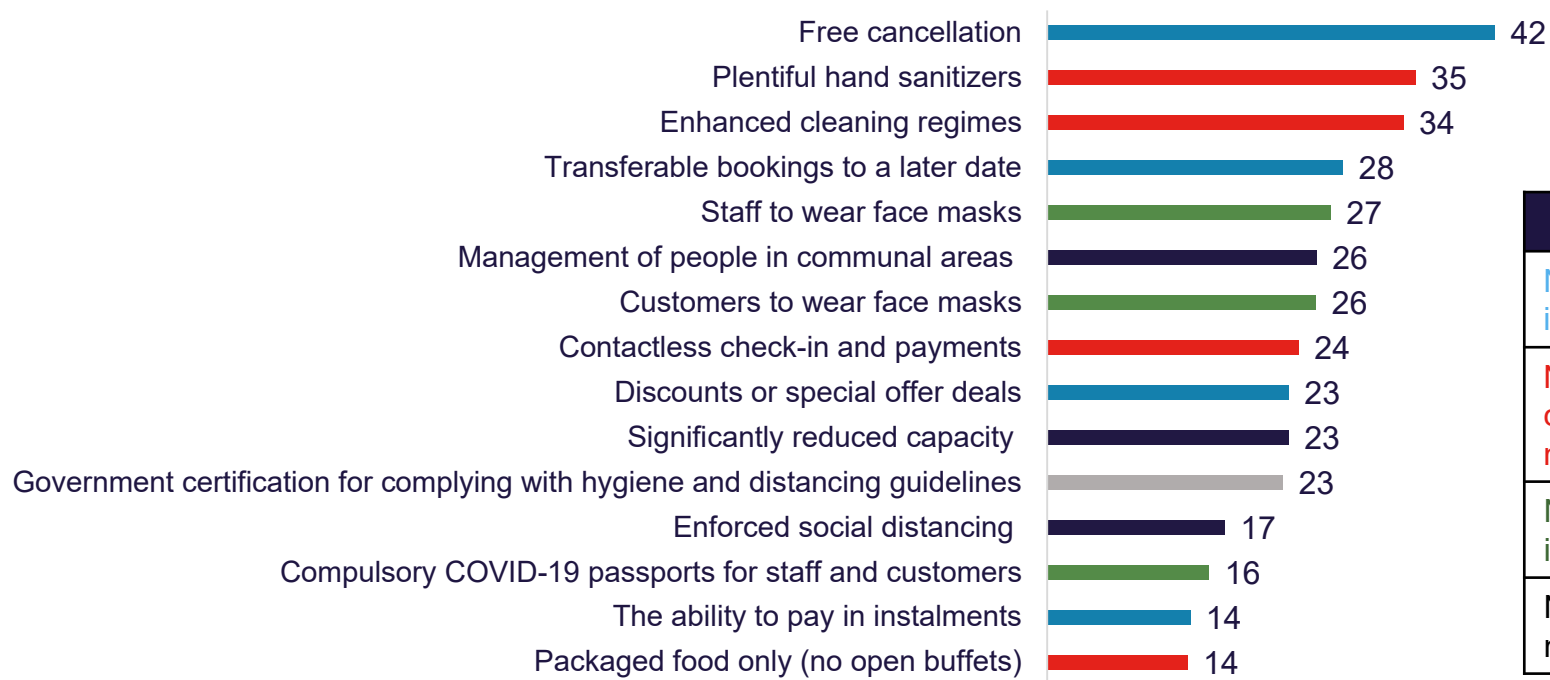 Free cancellation 42
Plentiful hand sanitizers 35
Enhanced cleaning regimes 34
Transferable bookings to a later date 28
Staff to wear face masks 27
Management of people in communal areas 26
Customers to wear face masks 26
Contactless check-in and payments 24
Discounts or special offer deals 23
Significantly reduced capacity 23
Government certification for complying with hygiene and distancing guidelines 23
Enforced social distancing 17
Compulsory COVID-19 passports for staff and customers 16
The ability to pay in instalments 14
Packaged food only (no open buffets) 14